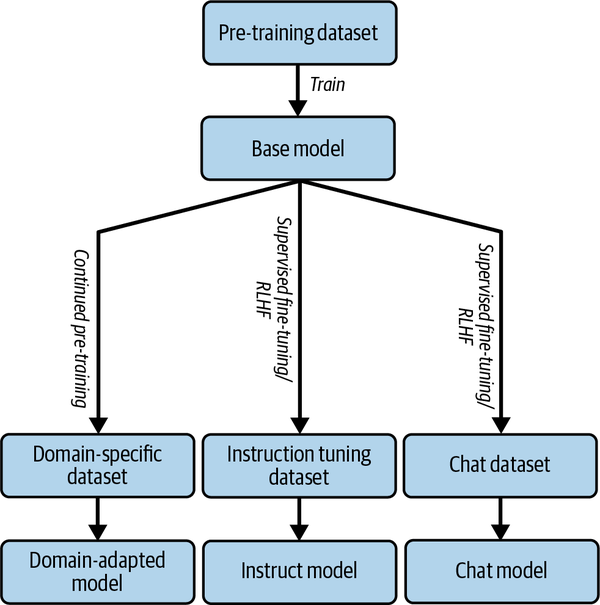 Pre-training dataset
Train
Base model
Continued pre-training
Supervised fine-tuning/
RLHF
Supervised fine-tuning/
RLHF
Domain-specific
dataset
Instruction tuning
dataset
Chat dataset
Domain-adapted
model
Instruct model
Chat model